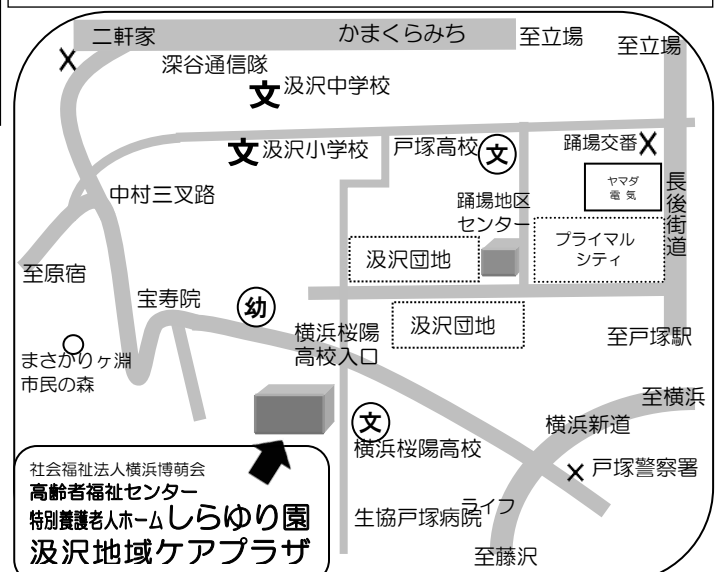 二軒家
かまくらみち
至立場
至立場
深谷通信隊
文
汲沢中学校
文
汲沢小学校
戸塚高校
文
踊場交番
ヤマダ
電気
長後街道
中村三叉路
踊場地区
センター
プライマル
シティ
汲沢団地
至原宿
宝寿院
幼
汲沢団地
横浜桜陽
高校入口
至戸塚駅
まさかりヶ淵
市民の森
至横浜
文
横浜新道
横浜桜陽高校
戸塚警察署
社会福祉法人横浜博萌会
高齢者福祉センター
特別養護老人ホームしらゆり園
汲沢地域ケアプラザ
生協戸塚病院
ライフ
至藤沢